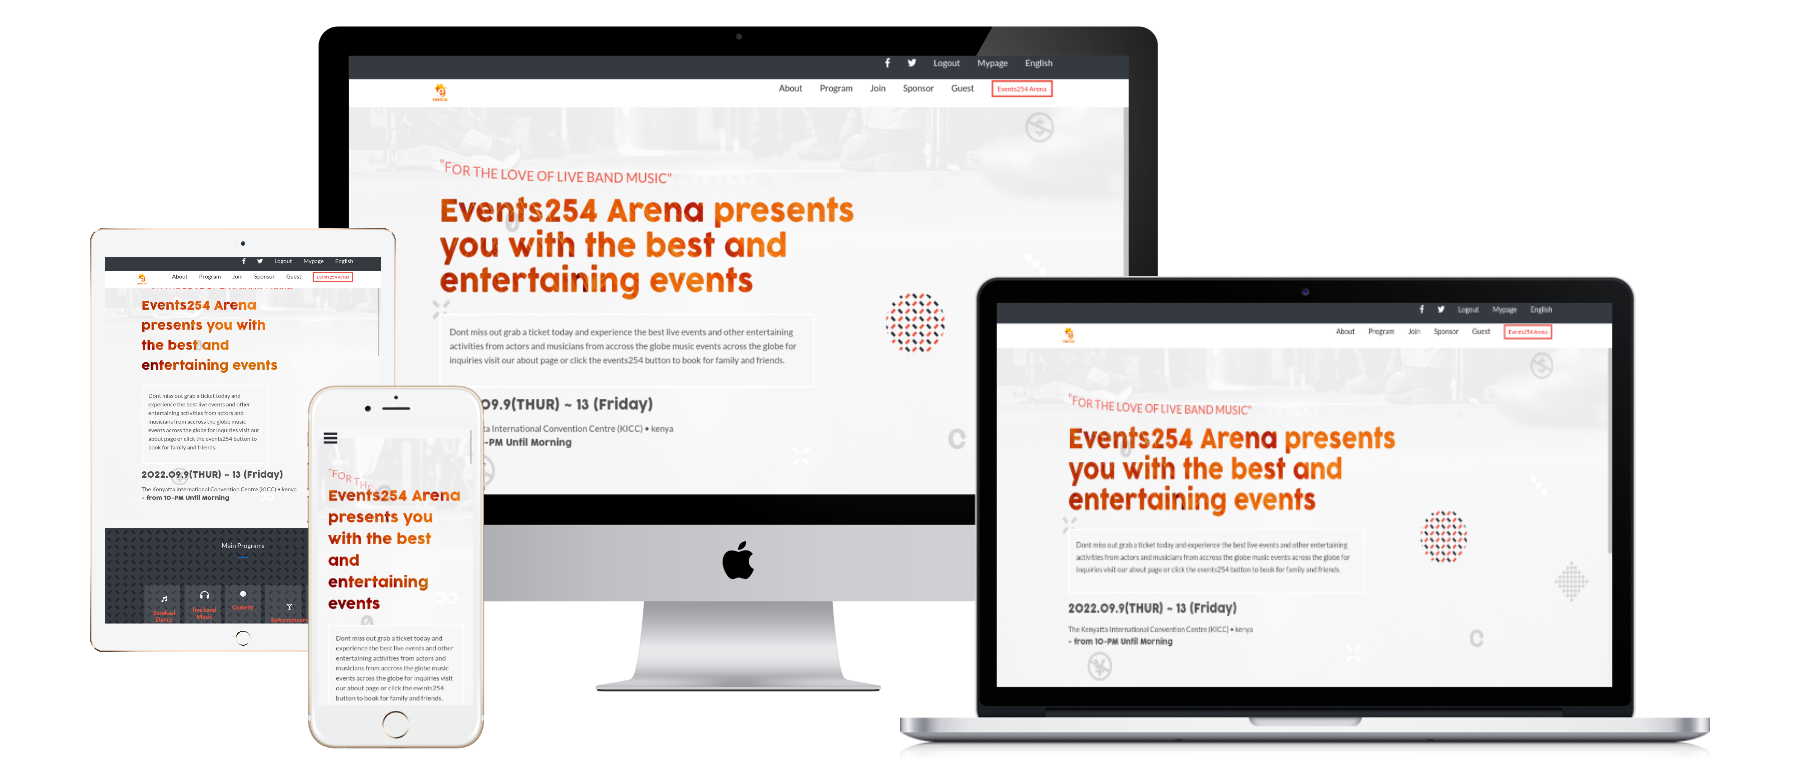 Logout Mypage English
About Program Join Sponsor Guest Events254 Arena
"FOR THE LOVE OF LIVE BAND MUSIC"
Events254 Arena presents
you with the best and
entertaining events
Dont miss out grab a ticket today and experience the best live events and other entertaining
activities from actors and musicians from accross the globe music events across the globe for
inquiries visit our about page or click the events254 button to book for family and friends.
09.9(THUR) ~ 13 (Friday)
atta International Convention Centre (KICC) • kenya
-PM Until Morning
Logout Mypage English
About Program Join Sponsor Guest Events254 Arena
Events254 Arena
presents you with
the best and
entertaining events
Dont miss out grab a ticket today and
experience the best live events and other
entertaining activities from actors and
musicians from accross the globe music
events across the globe for inquiries visit our
about page or click the events254 button to
book for family and friends.
2022.09.9(THUR) ~ 13 (Friday)
The Kenyatta International Convention Centre (KICC) • kenya
- from 10-PM Until Morning
Main Programs
Live band
Music
Comedy
Dance
Refreshments
"FOR THE
Events254 Arena
presents you
with the best
and
entertaining
events
Dont miss out grab a ticket today and
experience the best live events and other
entertaining activities from actors and
musicians from accross the globe music
events across the globe for inquiries visit
our about page or click the events254
button to book for family and friends.
Logout Mypage English
About Program Join Sponsor Guest Events254 Arena
"FOR THE LOVE OF LIVE BAND MUSIC"
Events254 Arena presents
you with the best and
entertaining events
Dont miss out grab a ticket today and experience the best live events and other entertaining
activities from actors and musicians from accross the globe music events across the globe for
inquiries visit our about page or click the events254 button to book for family and friends.
2022.09.9(THUR) ~ 13 (Friday)
The Kenyatta International Convention Centre (KICC) • kenya
- from 10-PM Until Morning